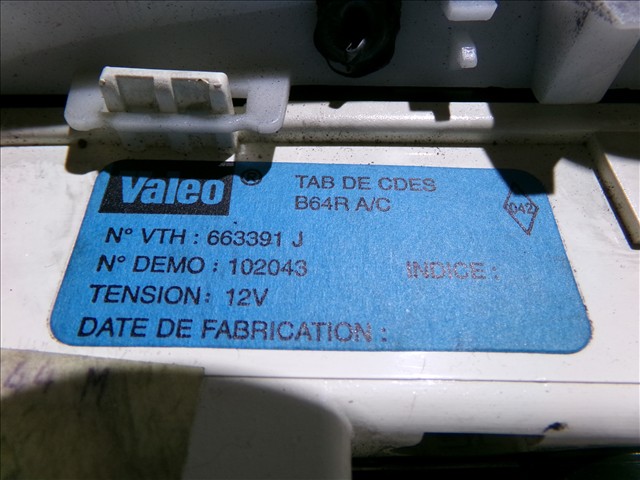 Valeo
TAB DE CDES
B64R A/C
042
N° VTH : 663391 J
N° DEMO : 102043
INDICE :
TENSION: 12V
DATE DE FABRICATION :